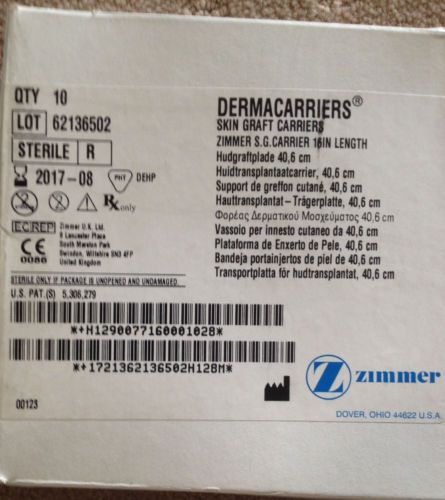 QTY 10
LOT 62136502
STERILE R
2017-08 PHT DEHP
Rx only
EC REP Zimmer U.K. Ltd.
9 Lancaster Place
South Marston Park
Swindon, Wiltshire SN3 4FP
United Kingdom
CE
0086
STERILE ONLY IF PACKAGE IS UNOPENED AND UNDAMAGED.
U.S. PAT.(S) 5,306,279
DERMACARRIERS®
SKIN GRAFT CARRIERS
ZIMMER S.G.CARRIER 16IN LENGTH
Hudgraftplade 40,6 cm
Huidtransplantaatcarrier, 40,6 cm
Support de greffon cutané, 40,6 cm
Hauttransplantat-Trägerplatte, 40,6 cm
Φορέας Δερματικού Μοσχεύματος 40,6 cm
Vassoio per innesto cutaneo da 40,6 cm
Plataforma de Enxerto de Pele, 40,6 cm
Bandeja portainjertos de piel de 40,6 cm
Transportplatta för hudtransplantat, 40,6 cm
*+H129007716000102B*
*+1721362136502H128M*
00123
Z zimmer
DOVER, OHIO 44622 U.S.A.